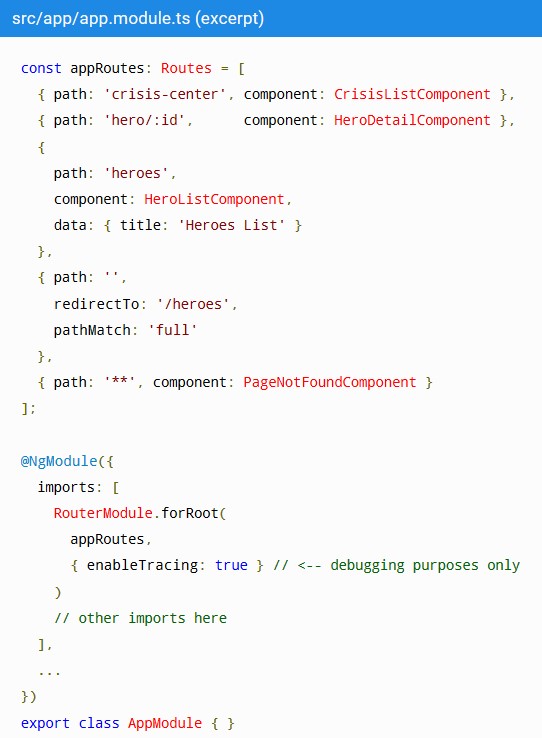 src/app/app.module.ts (excerpt)
const appRoutes: Routes = [
  { path: 'crisis-center', component: CrisisListComponent },
  { path: 'hero/:id',      component: HeroDetailComponent },
  {
    path: 'heroes',
    component: HeroListComponent,
    data: { title: 'Heroes List' }
  },
  { path: '',
    redirectTo: '/heroes',
    pathMatch: 'full'
  },
  { path: '**', component: PageNotFoundComponent }
];
@NgModule({
  imports: [
    RouterModule.forRoot(
      appRoutes,
      { enableTracing: true } // <-- debugging purposes only
    )
    // other imports here
  ],
  ...
})
export class AppModule { }